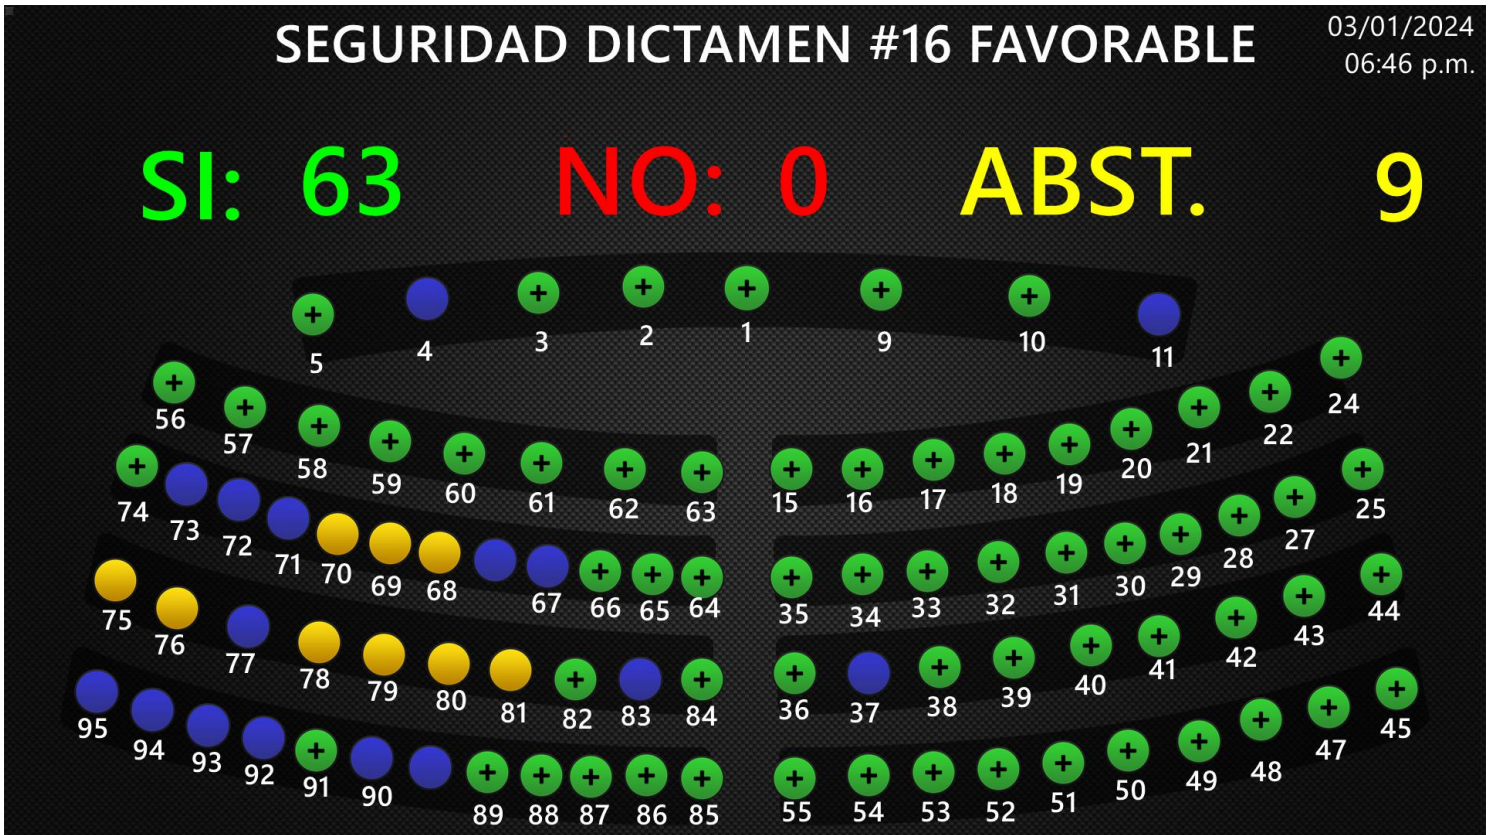 SEGURIDAD DICTAMEN #16 FAVORABLE
03/01/2024
06:46 p.m.
SI: 63 NO: 0 ABST. 9
5 4 3 2 1 9 10 11
56 57 58 59 60 61 62 63 15 16 17 18 19 20 21 22 24
74 73 72 71 70 69 68 67 66 65 64 35 34 33 32 31 30 29 28 27 25
75 76 77 78 79 80 81 82 83 84 36 37 38 39 40 41 42 43 44
95 94 93 92 91 90 89 88 87 86 85 55 54 53 52 51 50 49 48 47 45